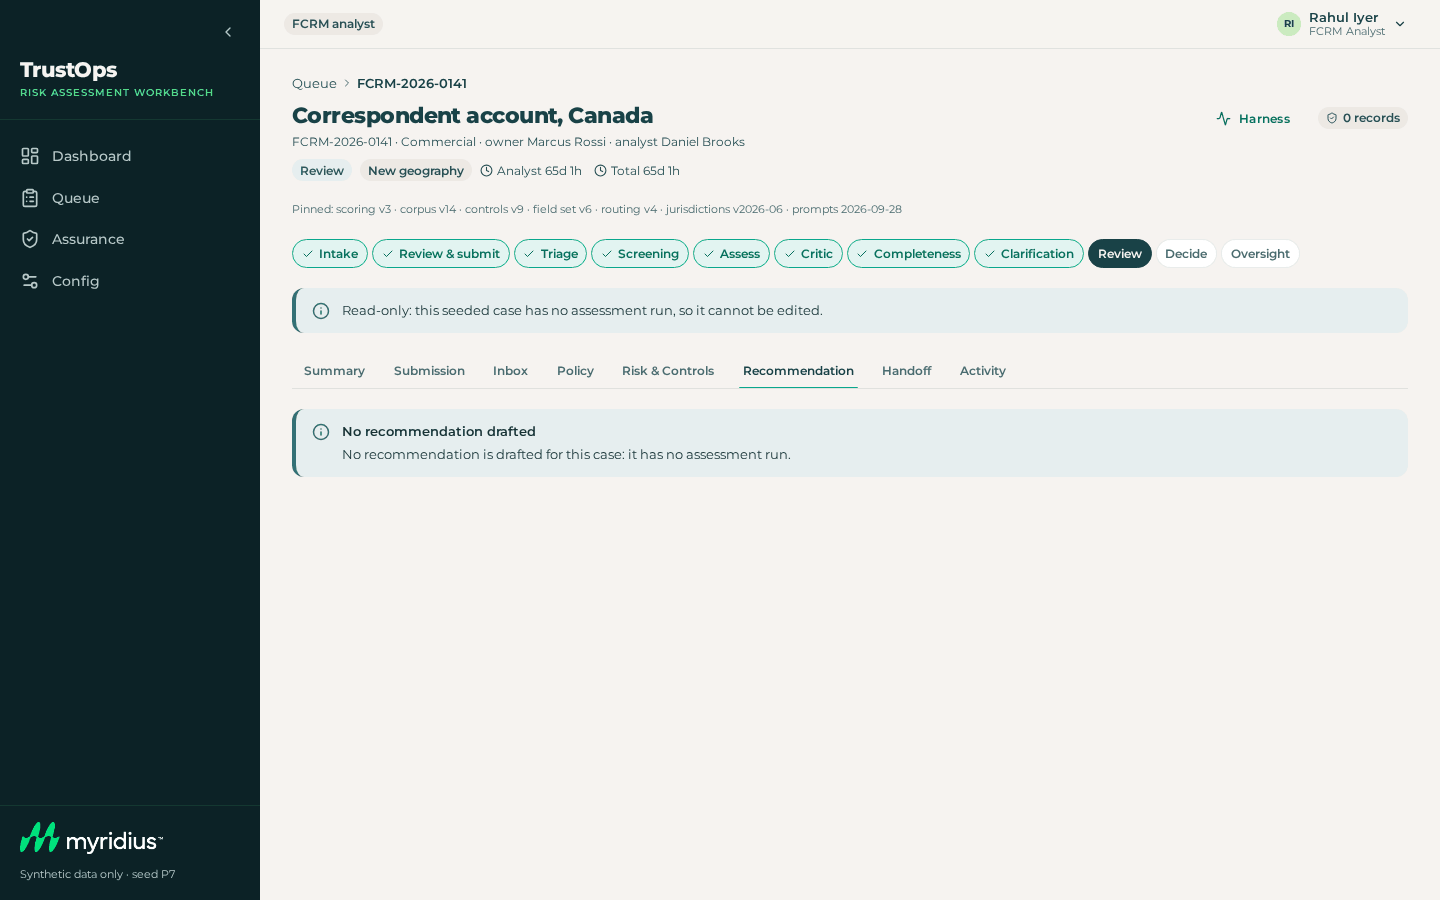 TrustOps
RISK ASSESSMENT WORKBENCH
Dashboard
Queue
Assurance
Config
myridius™
Synthetic data only · seed P7
FCRM analyst
RI
Rahul Iyer
FCRM Analyst
Queue > FCRM-2026-0141
Correspondent account, Canada
Harness
0 records
FCRM-2026-0141 · Commercial · owner Marcus Rossi · analyst Daniel Brooks
Review New geography Analyst 65d 1h Total 65d 1h
Pinned: scoring v3 · corpus v14 · controls v9 · field set v6 · routing v4 · jurisdictions v2026-06 · prompts 2026-09-28
Intake Review & submit Triage Screening Assess Critic Completeness Clarification Review Decide Oversight
Read-only: this seeded case has no assessment run, so it cannot be edited.
Summary Submission Inbox Policy Risk & Controls Recommendation Handoff Activity
No recommendation drafted
No recommendation is drafted for this case: it has no assessment run.